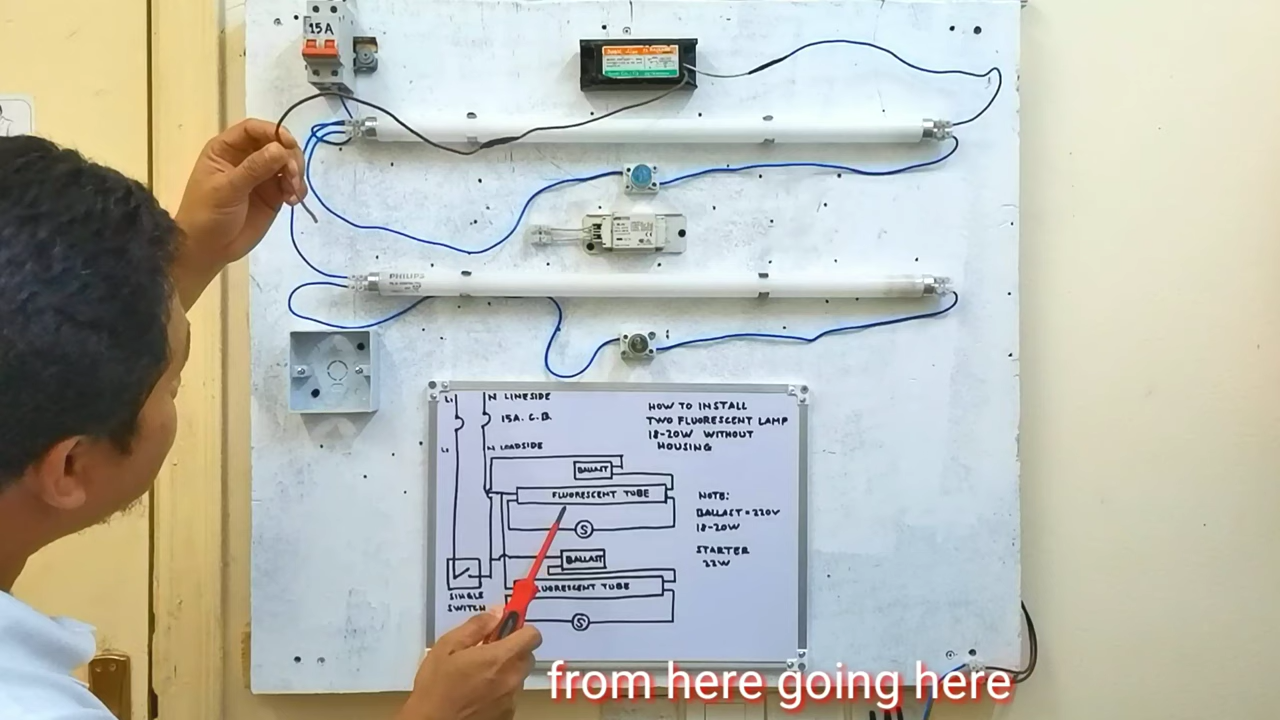 15A
PHILIPS
L1 N LINESIDE
15A. C.B
L1 N LOADSIDE
HOW TO INSTALL
TWO FLUORESCENT LAMP
18-20W WITHOUT
HOUSING
BALLAST
FLUORESCENT TUBE
S
BALLAST
LUORESCENT TUBE
S
SINGLE
SWITCH
NOTE:
BALLAST = 220V
18-20W
STARTER
22W
from here going here